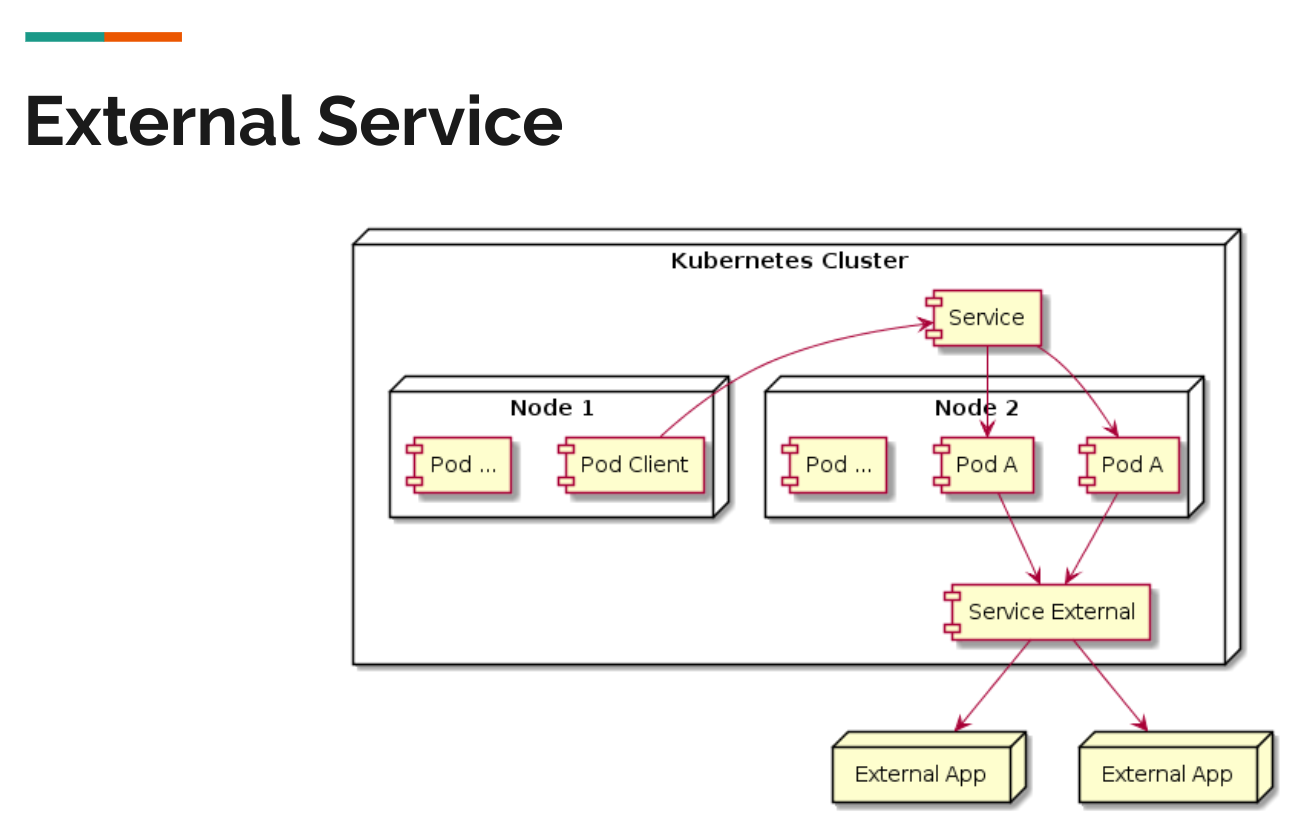 External Service
Kubernetes Cluster
Service
Node 1
Node 2
Pod ...
Pod Client
Pod ...
Pod A
Pod A
Service External
External App
External App